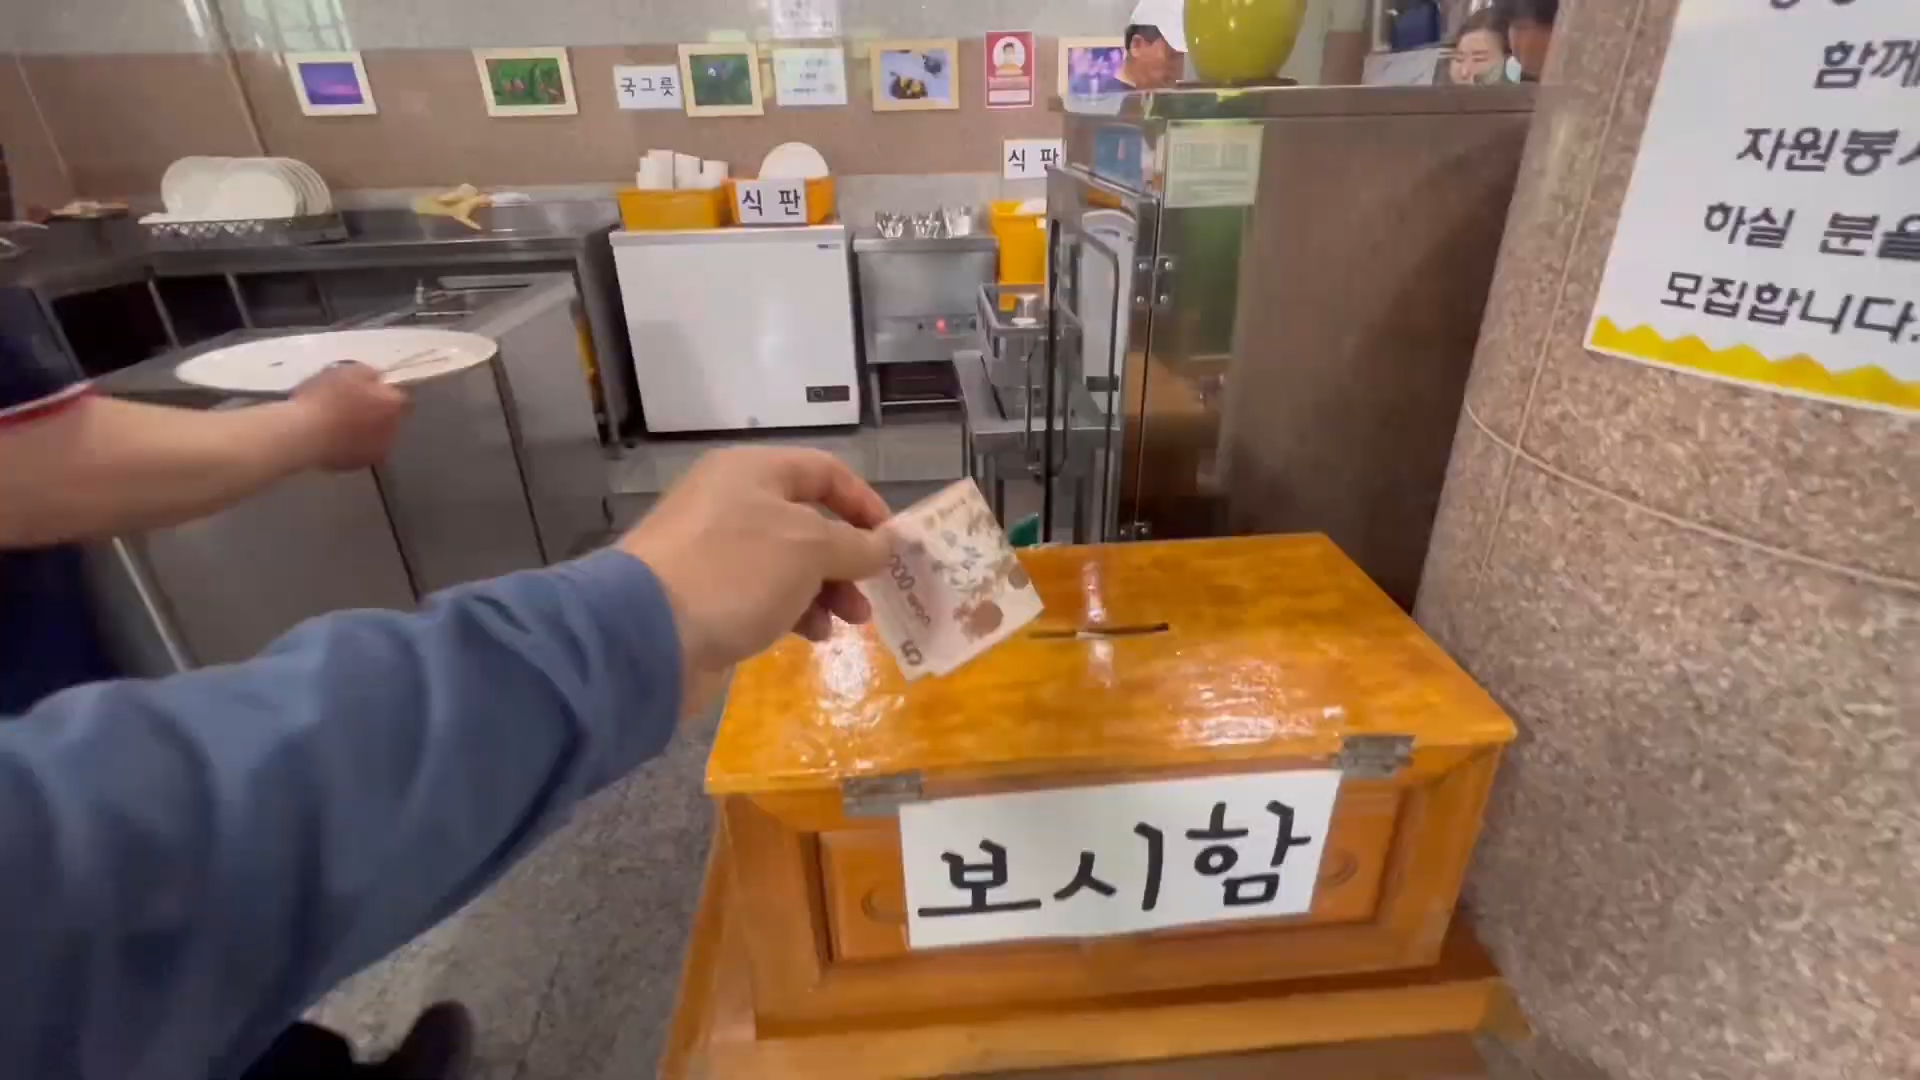 국그릇
식 판
식 판
함께
자원봉사
하실 분을
모집합니다.
보시함